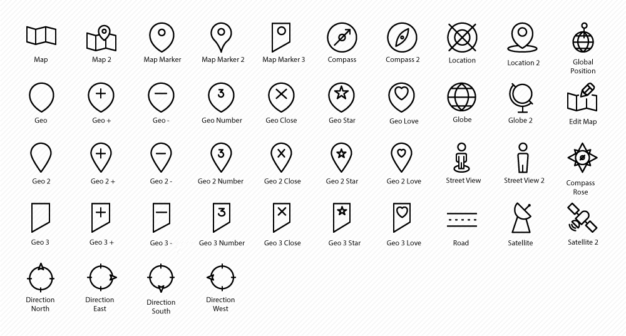 Map Map 2 Map Marker Map Marker 2 Map Marker 3 Compass Compass 2 Location Location 2 Global
Position
3
Geo Geo + Geo - Geo Number Geo Close Geo Star Geo Love Globe Globe 2 Edit Map
3
Geo 2 Geo 2 + Geo 2 - Geo 2 Number Geo 2 Close Geo 2 Star Geo 2 Love Street View Street View 2 Compass
Rose
3
Geo 3 Geo 3 + Geo 3 - Geo 3 Number Geo 3 Close Geo 3 Star Geo 3 Love Road Satellite Satellite 2
Direction Direction Direction Direction
North East South West